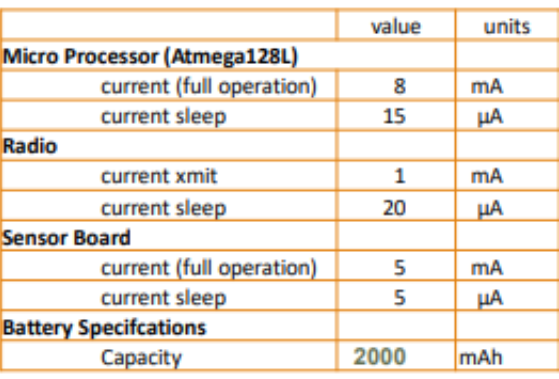 value units
Micro Processor (Atmega128L)
current (full operation) 8 mA
current sleep 15 µA
Radio
current xmit 1 mA
current sleep 20 µA
Sensor Board
current (full operation) 5 mA
current sleep 5 µA
Battery Specifcations
Capacity 2000 mAh